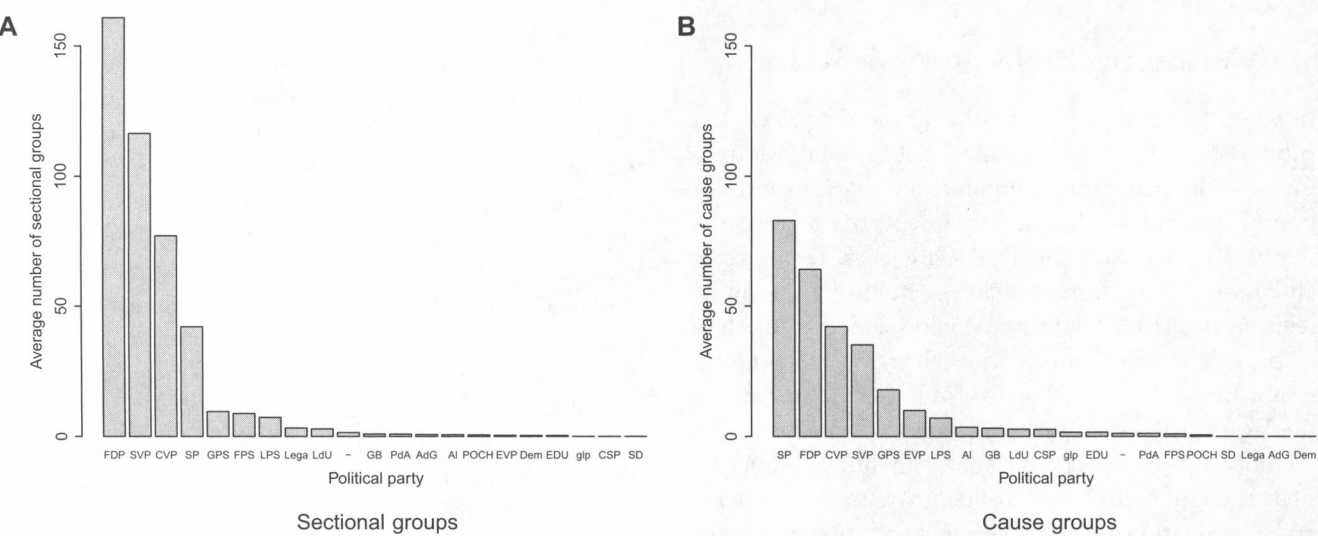 A
Average number of sectional groups
150
100
50
0
FDP SVP CVP SP GPS FPS LPS Lega LdU – GB PdA AdG AI POCH EVP Dem EDU glp CSP SD
Political party
Sectional groups
B
Average number of cause groups
150
100
50
0
SP FDP CVP SVP GPS EVP LPS AI GB LdU CSP glp EDU – PdA FPS POCH SD Lega AdG Dem
Political party
Cause groups